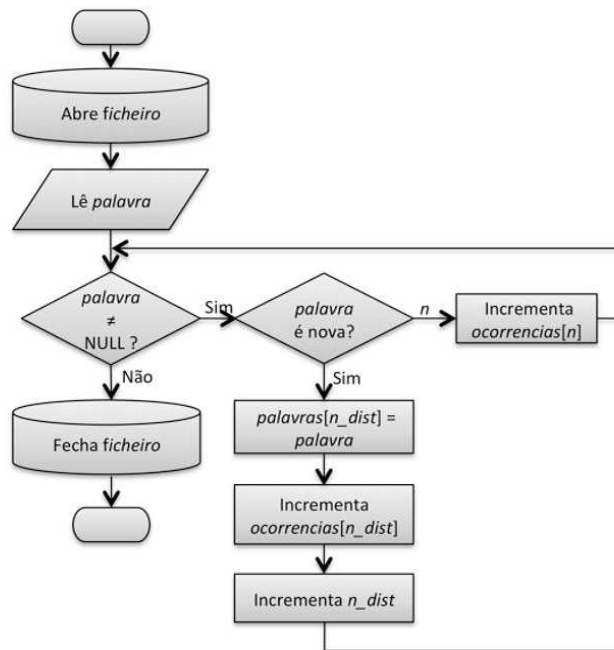 Abre ficheiro
Lê palavra
palavra
≠
NULL ?
Sim
palavra
é nova?
n
Incrementa
ocorrencias[n]
Não
Sim
Fecha ficheiro
palavras[n_dist] =
palavra
Incrementa
ocorrencias[n_dist]
Incrementa n_dist